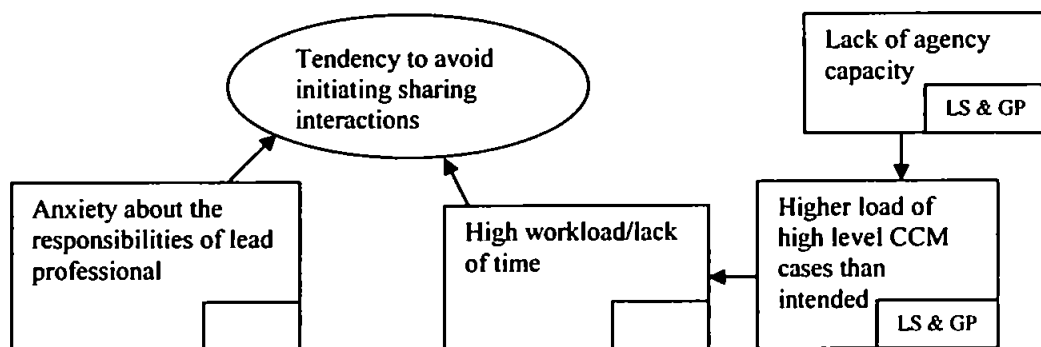 Tendency to avoid
initiating sharing
interactions
Lack of agency
capacity
LS & GP
Anxiety about the
responsibilities of lead
professional
High workload/lack
of time
Higher load of
high level CCM
cases than
intended
LS & GP